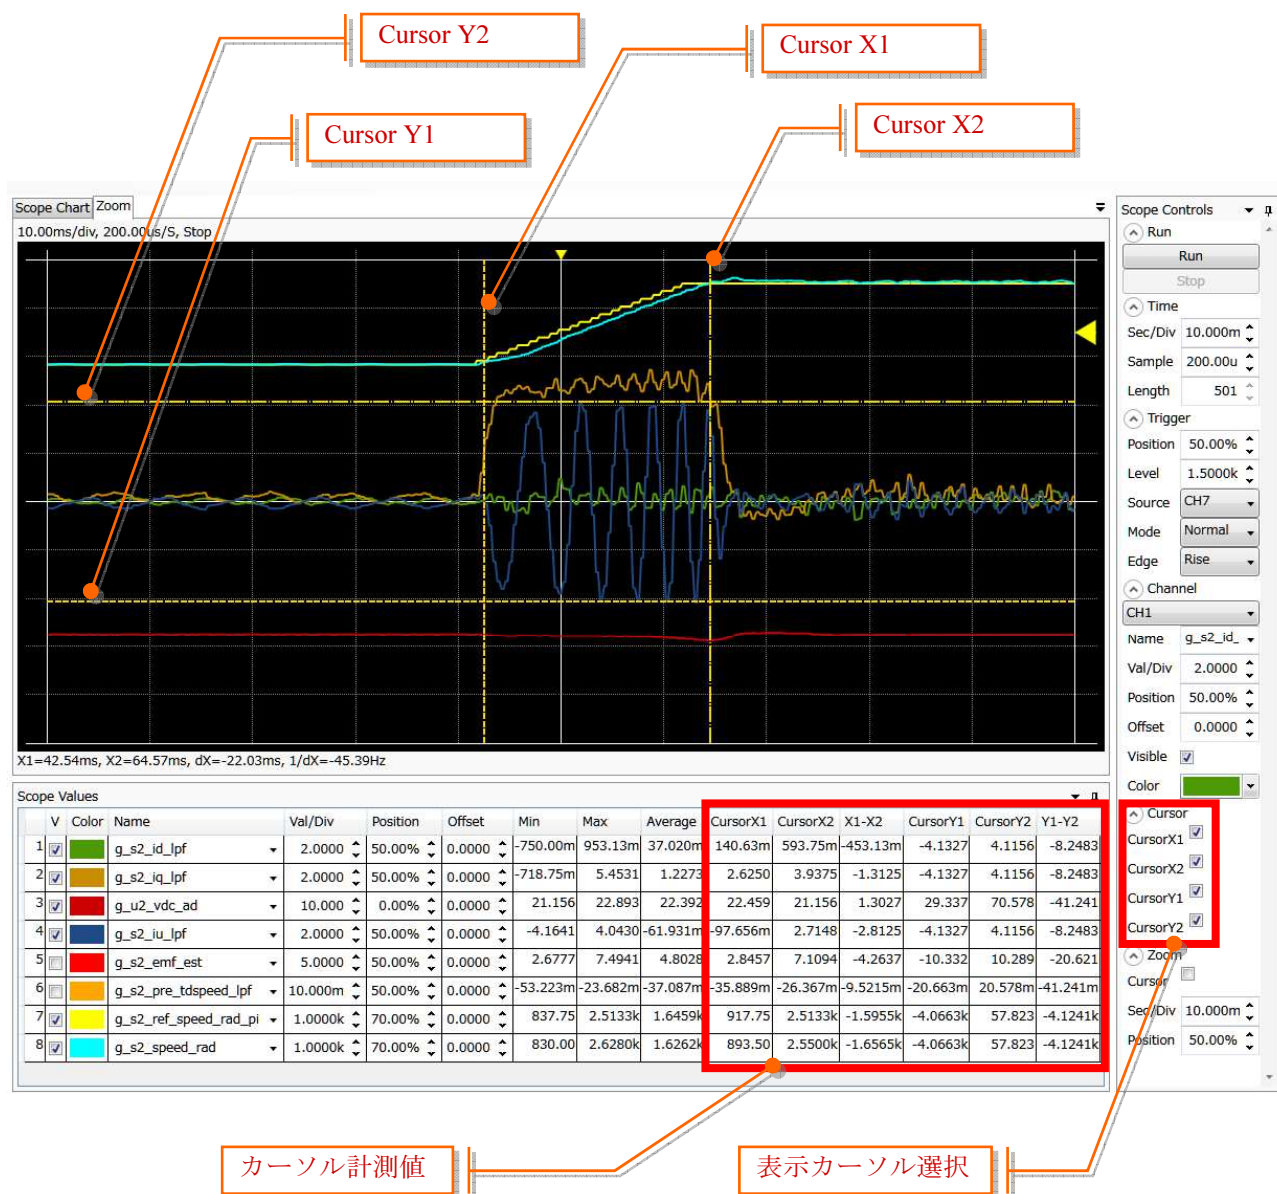 Cursor Y2
Cursor X1
Cursor Y1
Cursor X2
Scope Chart Zoom
10.00ms/div, 200.00us/S, Stop
X1=42.54ms, X2=64.57ms, dX=-22.03ms, 1/dX=-45.39Hz
Scope Values
V Color Name Val/Div Position Offset Min Max Average CursorX1 CursorX2 X1-X2 CursorY1 CursorY2 Y1-Y2
1 g_s2_id_lpf 2.0000 50.00% 0.0000 -750.00m 953.13m 37.020m 140.63m 593.75m -453.13m -4.1327 4.1156 -8.2483
2 g_s2_iq_lpf 2.0000 50.00% 0.0000 -718.75m 5.4531 1.2273 2.6250 3.9375 -1.3125 -4.1327 4.1156 -8.2483
3 g_u2_vdc_ad 10.000 0.00% 0.0000 21.156 22.893 22.392 22.459 21.156 1.3027 29.337 70.578 -41.241
4 g_s2_iu_lpf 2.0000 50.00% 0.0000 -4.1641 4.0430 -61.931m -97.656m 2.7148 -2.8125 -4.1327 4.1156 -8.2483
5 g_s2_emf_est 5.0000 50.00% 0.0000 2.6777 7.4941 4.8028 2.8457 7.1094 -4.2637 -10.332 10.289 -20.621
6 g_s2_pre_tdspeed_lpf 10.000m 50.00% 0.0000 -53.223m -23.682m -37.087m -35.889m -26.367m -9.5215m -20.663m 20.578m -41.241m
7 g_s2_ref_speed_rad_pi 1.0000k 70.00% 0.0000 837.75 2.5133k 1.6459k 917.75 2.5133k -1.5955k -4.0663k 57.823 -4.1241k
8 g_s2_speed_rad 1.0000k 70.00% 0.0000 830.00 2.6280k 1.6262k 893.50 2.5500k -1.6565k -4.0663k 57.823 -4.1241k
Scope Controls
Run
Run
Stop
Time
Sec/Div 10.000m
Sample 200.00u
Length 501
Trigger
Position 50.00%
Level 1.5000k
Source CH7
Mode Normal
Edge Rise
Channel
CH1
Name g_s2_id_
Val/Div 2.0000
Position 50.00%
Offset 0.0000
Visible
Color
Cursor
CursorX1
CursorX2
CursorY1
CursorY2
Zoom
Cursor
Sec/Div 10.000m
Position 50.00%
カーソル計測値
表示カーソル選択